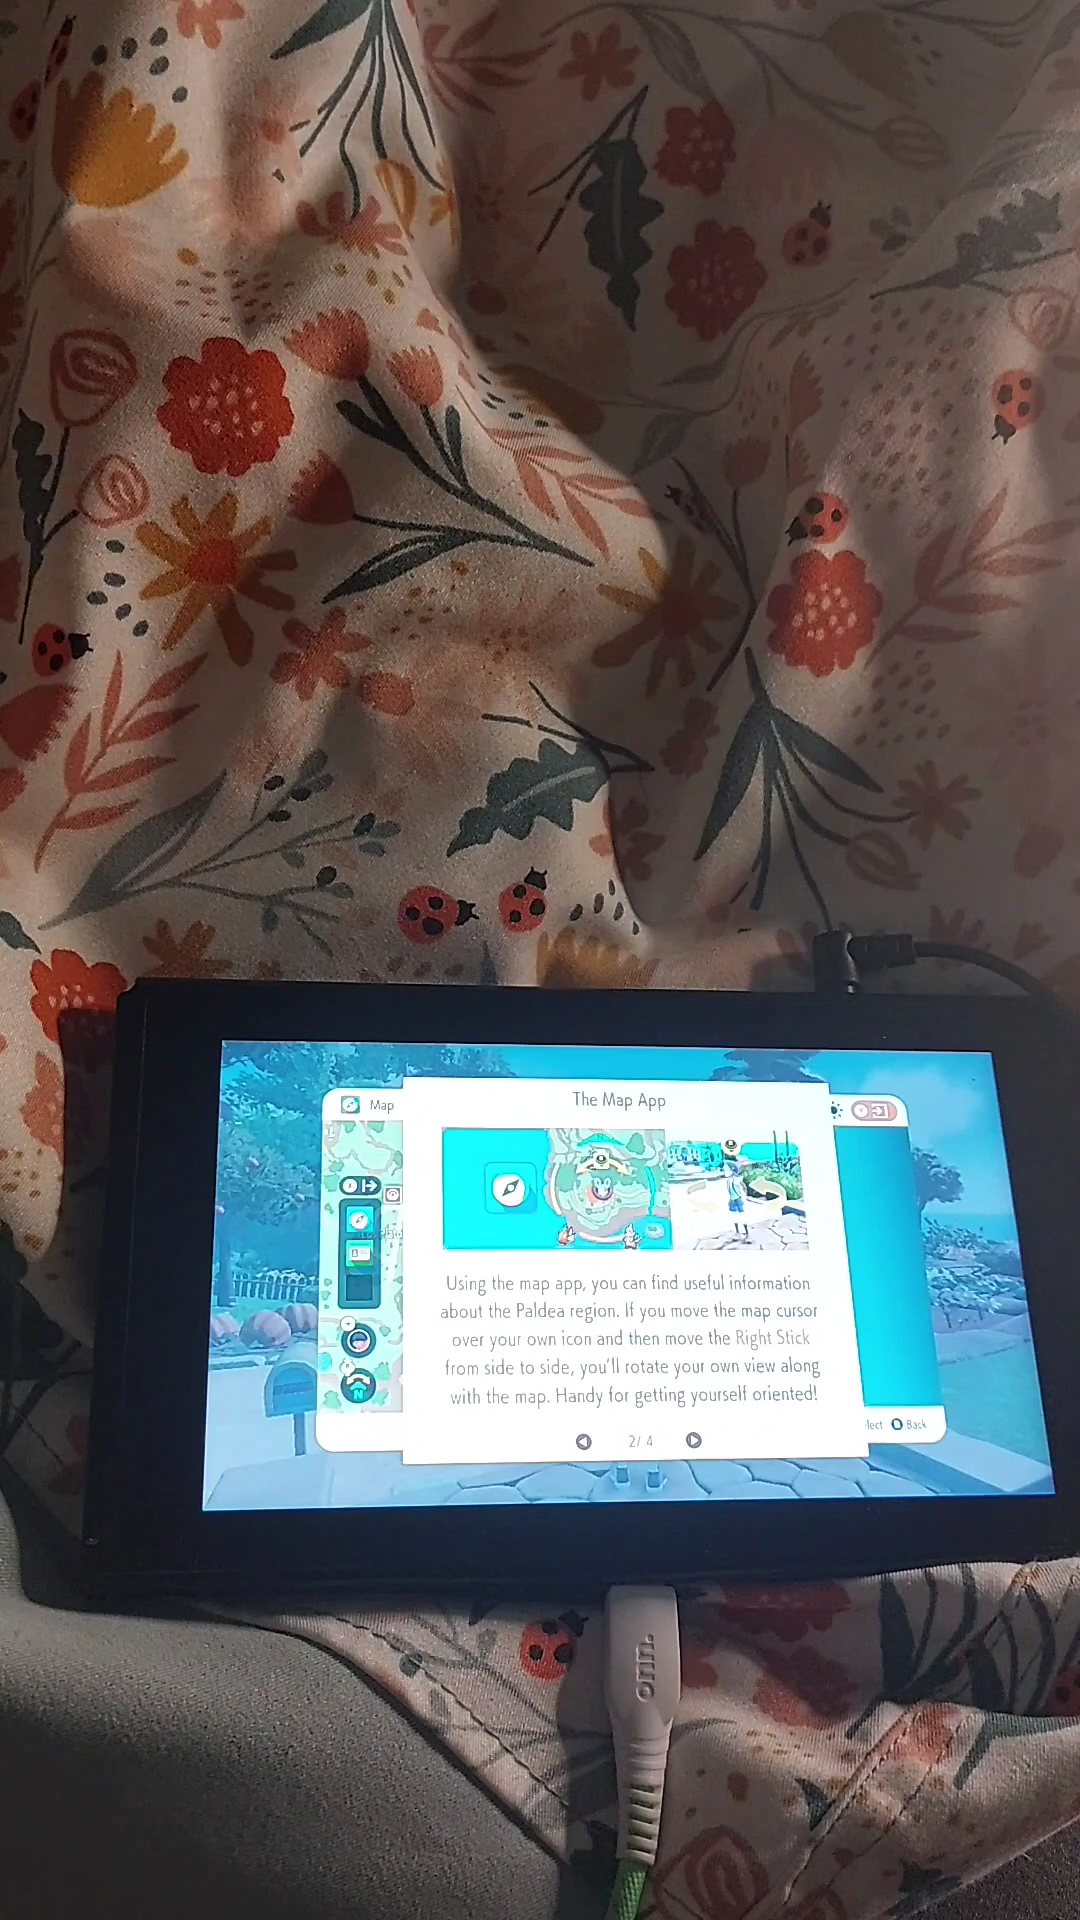 The Map App
Map
Using the map app, you can find useful information
about the Paldea region. If you move the map cursor
over your own icon and then move the Right Stick
from side to side, you'll rotate your own view along
with the map. Handy for getting yourself oriented!
Back
2/4
N
onn.